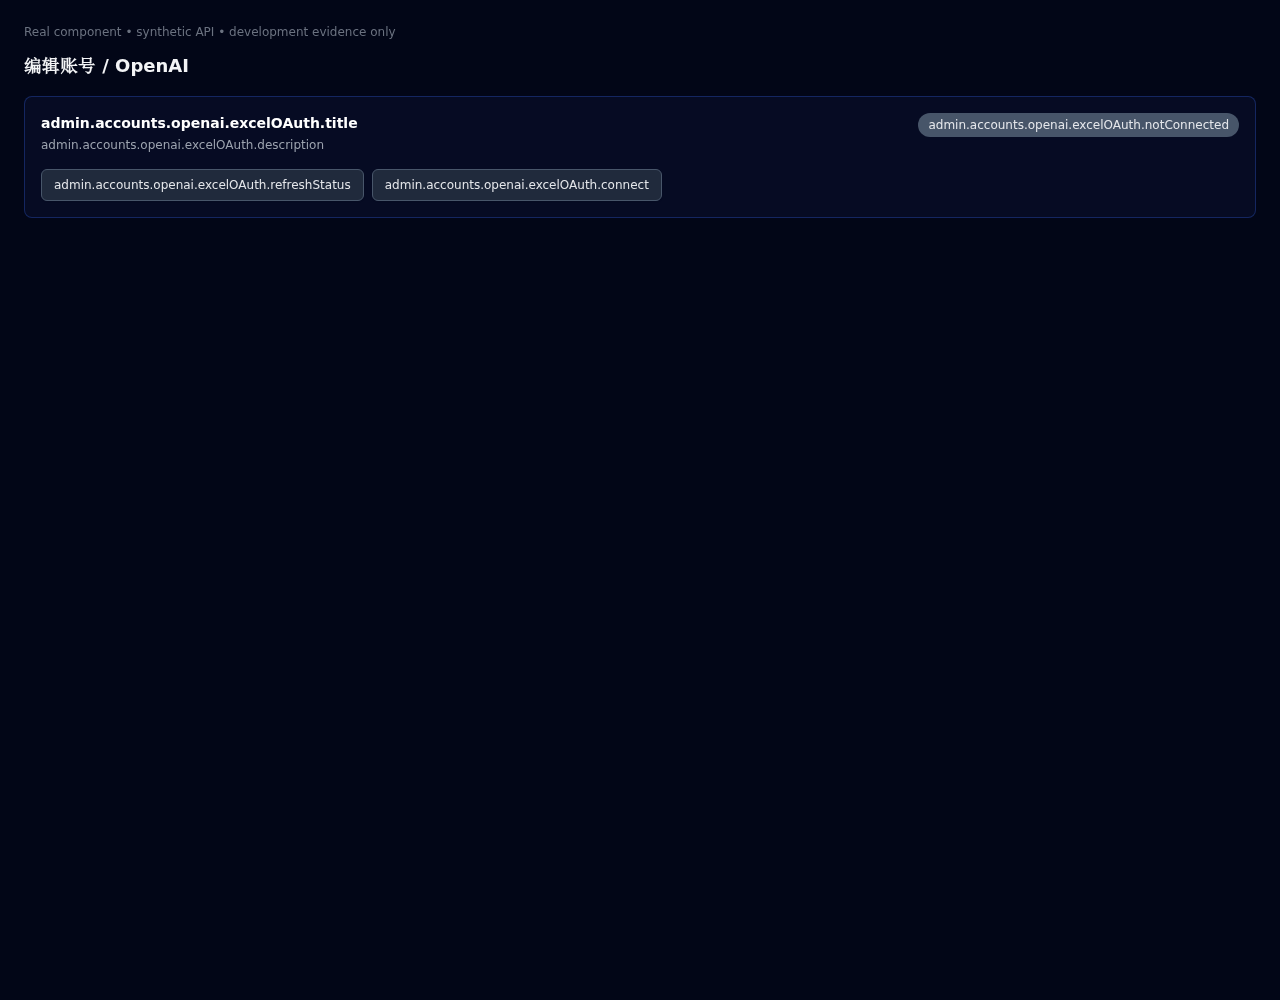 Real component • synthetic API • development evidence only
编辑账号 / OpenAI
admin.accounts.openai.excelOAuth.title
admin.accounts.openai.excelOAuth.notConnected
admin.accounts.openai.excelOAuth.description
admin.accounts.openai.excelOAuth.refreshStatus
admin.accounts.openai.excelOAuth.connect